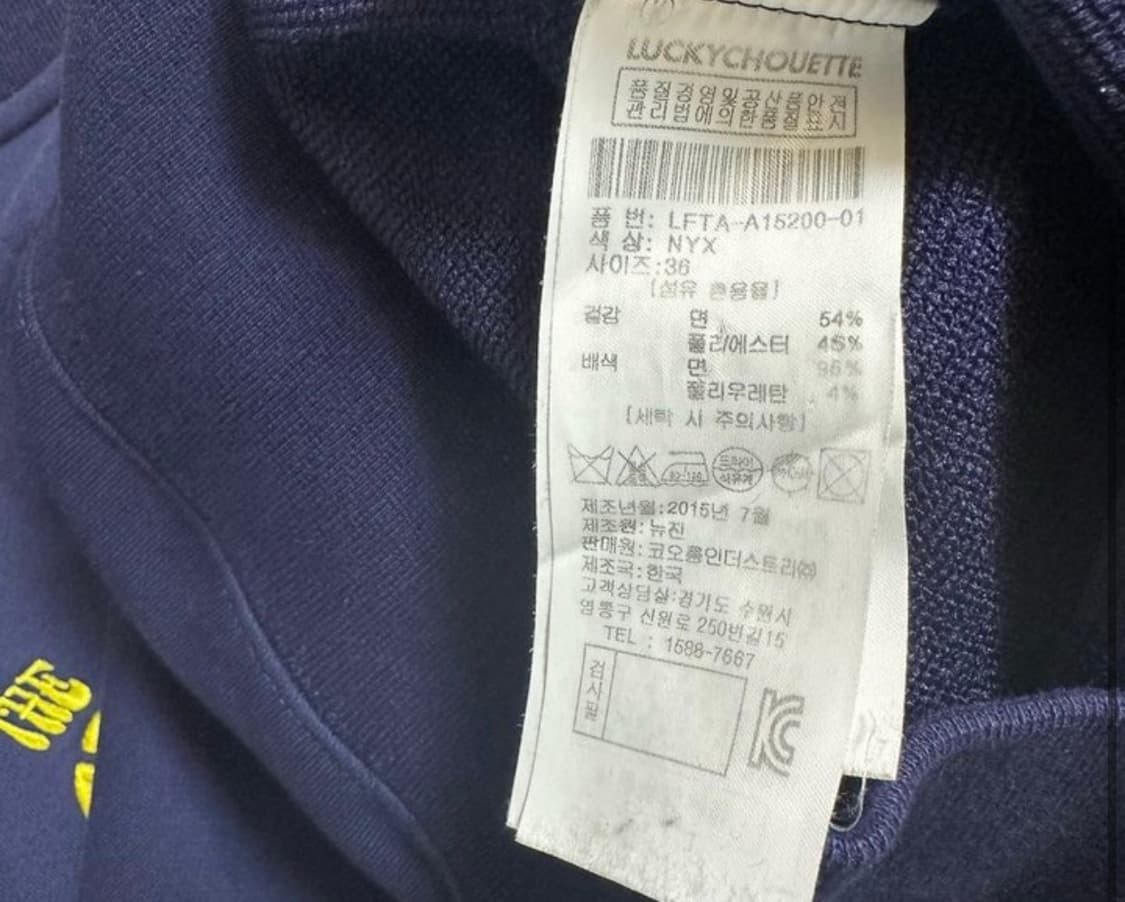 LUCKYCHOUETTE
품질경영및공산품안전
관리법에의한품질표시
품 번: LFTA-A15200-01
색 상: NYX
사이즈:36
[섬유 혼용율]
겉감 면 54%
폴리에스터 46%
배색 면 96%
폴리우레탄 4%
[세탁 시 주의사항]
드라이
석유계
제조년월:2015년 7월
제조원:뉴진
판매원:코오롱인더스트리㈜
제조국:한국
고객상담실:경기도 수원시
영통구 신원로 250번길15
TEL : 1588-7667
검사필